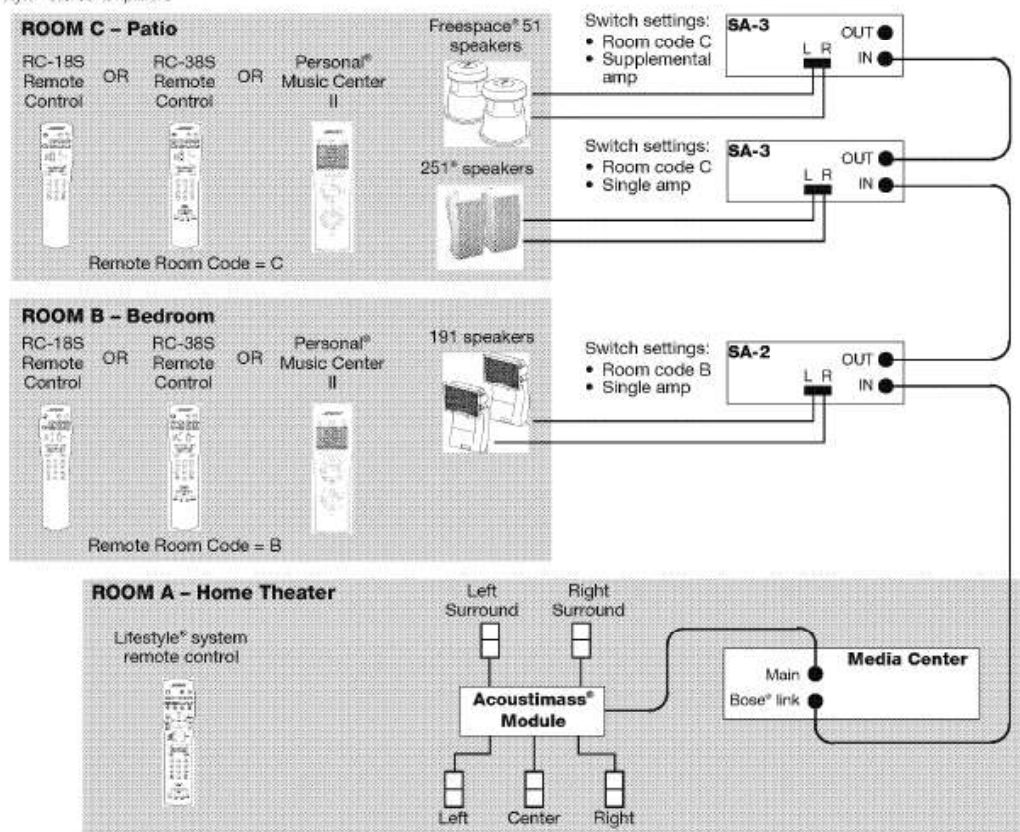 ROOM C – Patio
RC-18S Remote Control
OR
RC-38S Remote Control
OR
Personal® Music Center II
Remote Room Code = C
Freespace® 51 speakers
251® speakers
Switch settings:
• Room code C
• Supplemental amp
SA-3
L R
OUT
IN
Switch settings:
• Room code C
• Single amp
SA-3
L R
OUT
IN
ROOM B – Bedroom
RC-18S Remote Control
OR
RC-38S Remote Control
OR
Personal® Music Center II
Remote Room Code = B
191 speakers
Switch settings:
• Room code B
• Single amp
SA-2
L R
OUT
IN
ROOM A – Home Theater
Lifestyle® system remote control
Left Surround
Right Surround
Acoustimass® Module
Left
Center
Right
Media Center
Main
Bose® link